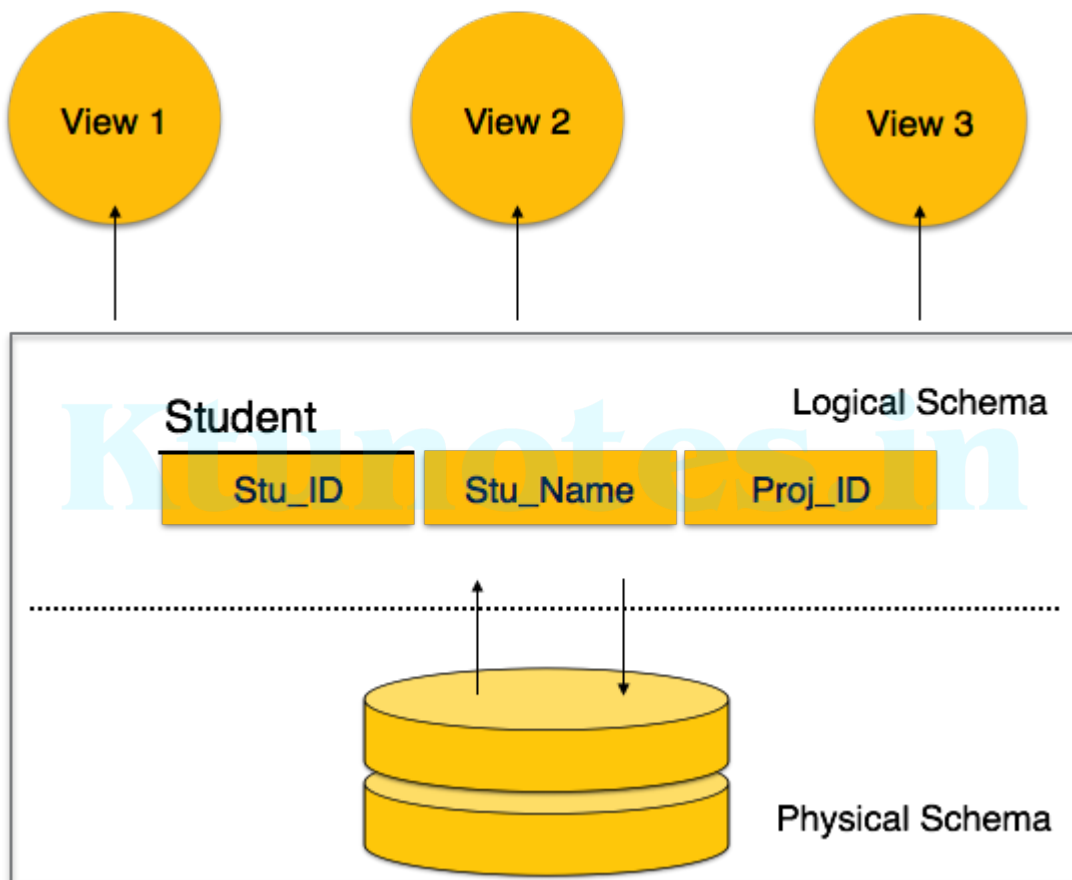 View 1
View 2
View 3
Logical Schema
Student
Ktunotes.in
Stu_ID
Stu_Name
Proj_ID
Physical Schema